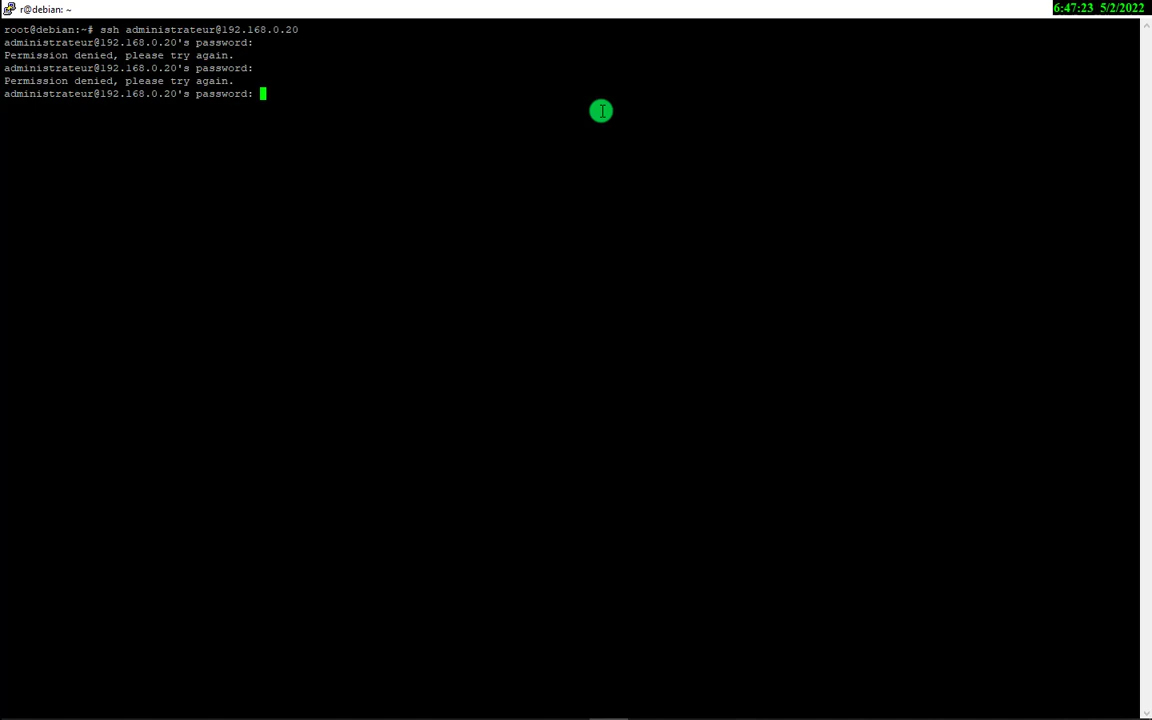 r@debian: ~
6:47:23 5/2/2022
root@debian:~# ssh administrateur@192.168.0.20
administrateur@192.168.0.20's password:
Permission denied, please try again.
administrateur@192.168.0.20's password:
Permission denied, please try again.
administrateur@192.168.0.20's password: